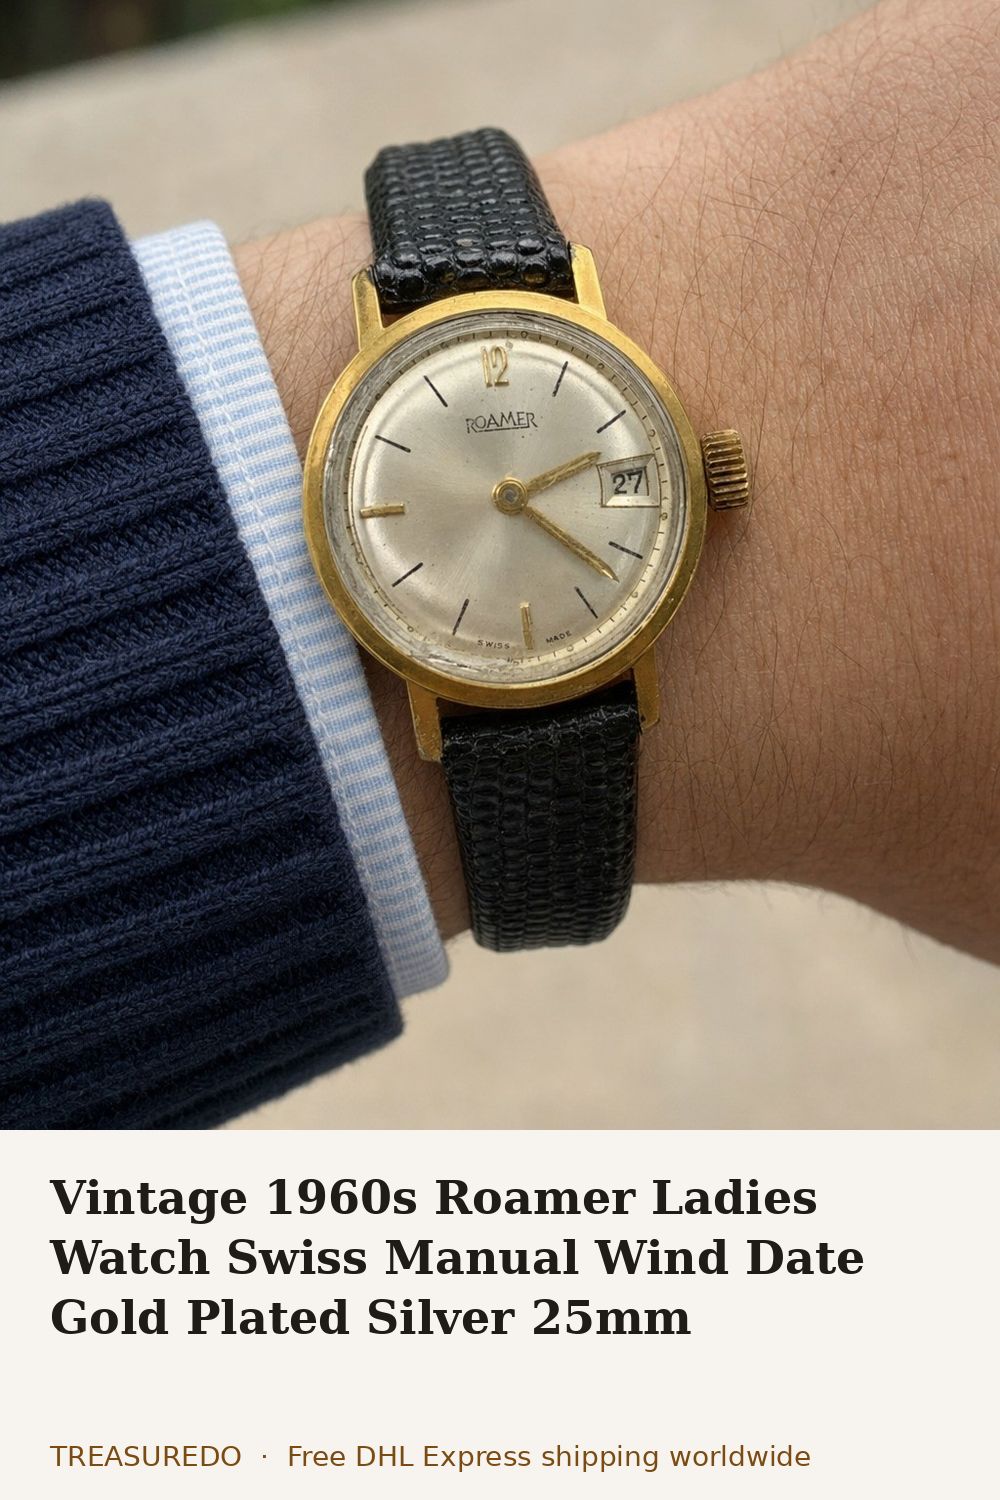 12
ROAMER
27
SWISS MADE
Vintage 1960s Roamer Ladies
Watch Swiss Manual Wind Date
Gold Plated Silver 25mm
TREASUREDO · Free DHL Express shipping worldwide